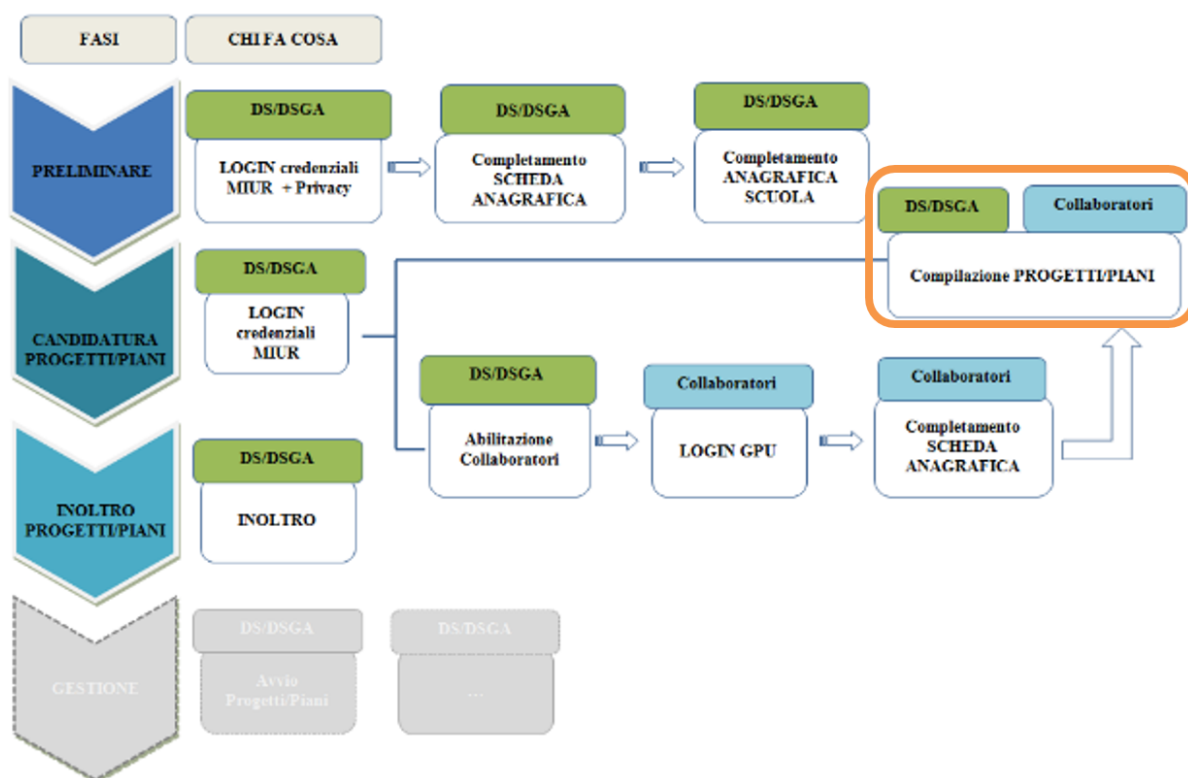 FASI
CHI FA COSA
PRELIMINARE
DS/DSGA
LOGIN credenziali
MIUR + Privacy
DS/DSGA
Completamento
SCHEDA
ANAGRAFICA
DS/DSGA
Completamento
ANAGRAFICA
SCUOLA
DS/DSGA
Collaboratori
Compilazione PROGETTI/PIANI
CANDIDATURA
PROGETTI/PIANI
DS/DSGA
LOGIN
credenziali
MIUR
DS/DSGA
Abilitazione
Collaboratori
Collaboratori
LOGIN GPU
Collaboratori
Completamento
SCHEDA
ANAGRAFICA
INOLTRO
PROGETTI/PIANI
DS/DSGA
INOLTRO
GESTIONE
DS/DSGA
Avvio
Progetti/Piani
DS/DSGA
...